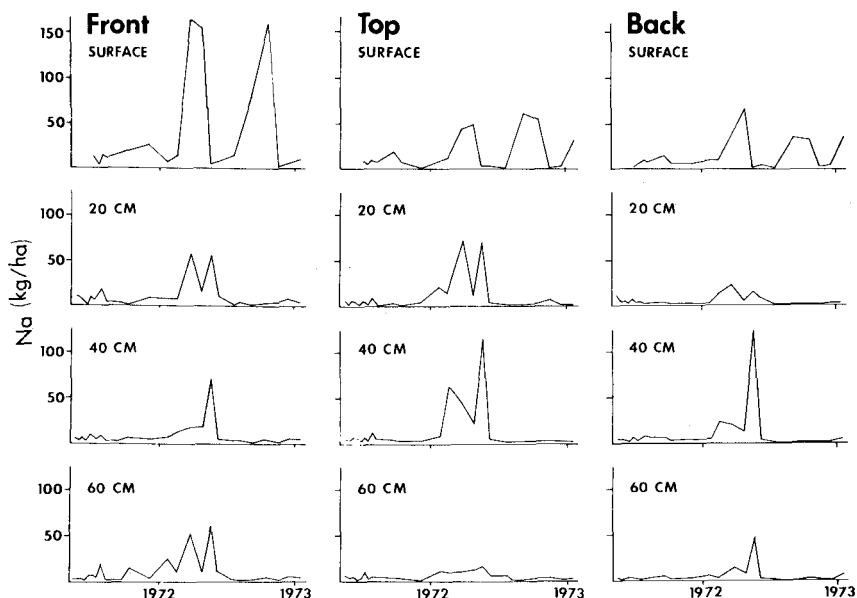 Front
SURFACE
Top
SURFACE
Back
SURFACE
150
100
50
20 CM
20 CM
20 CM
100
50
Na (kg/ha)
40 CM
40 CM
40 CM
100
50
60 CM
60 CM
60 CM
100
50
1972
1973
1972
1973
1972
1973